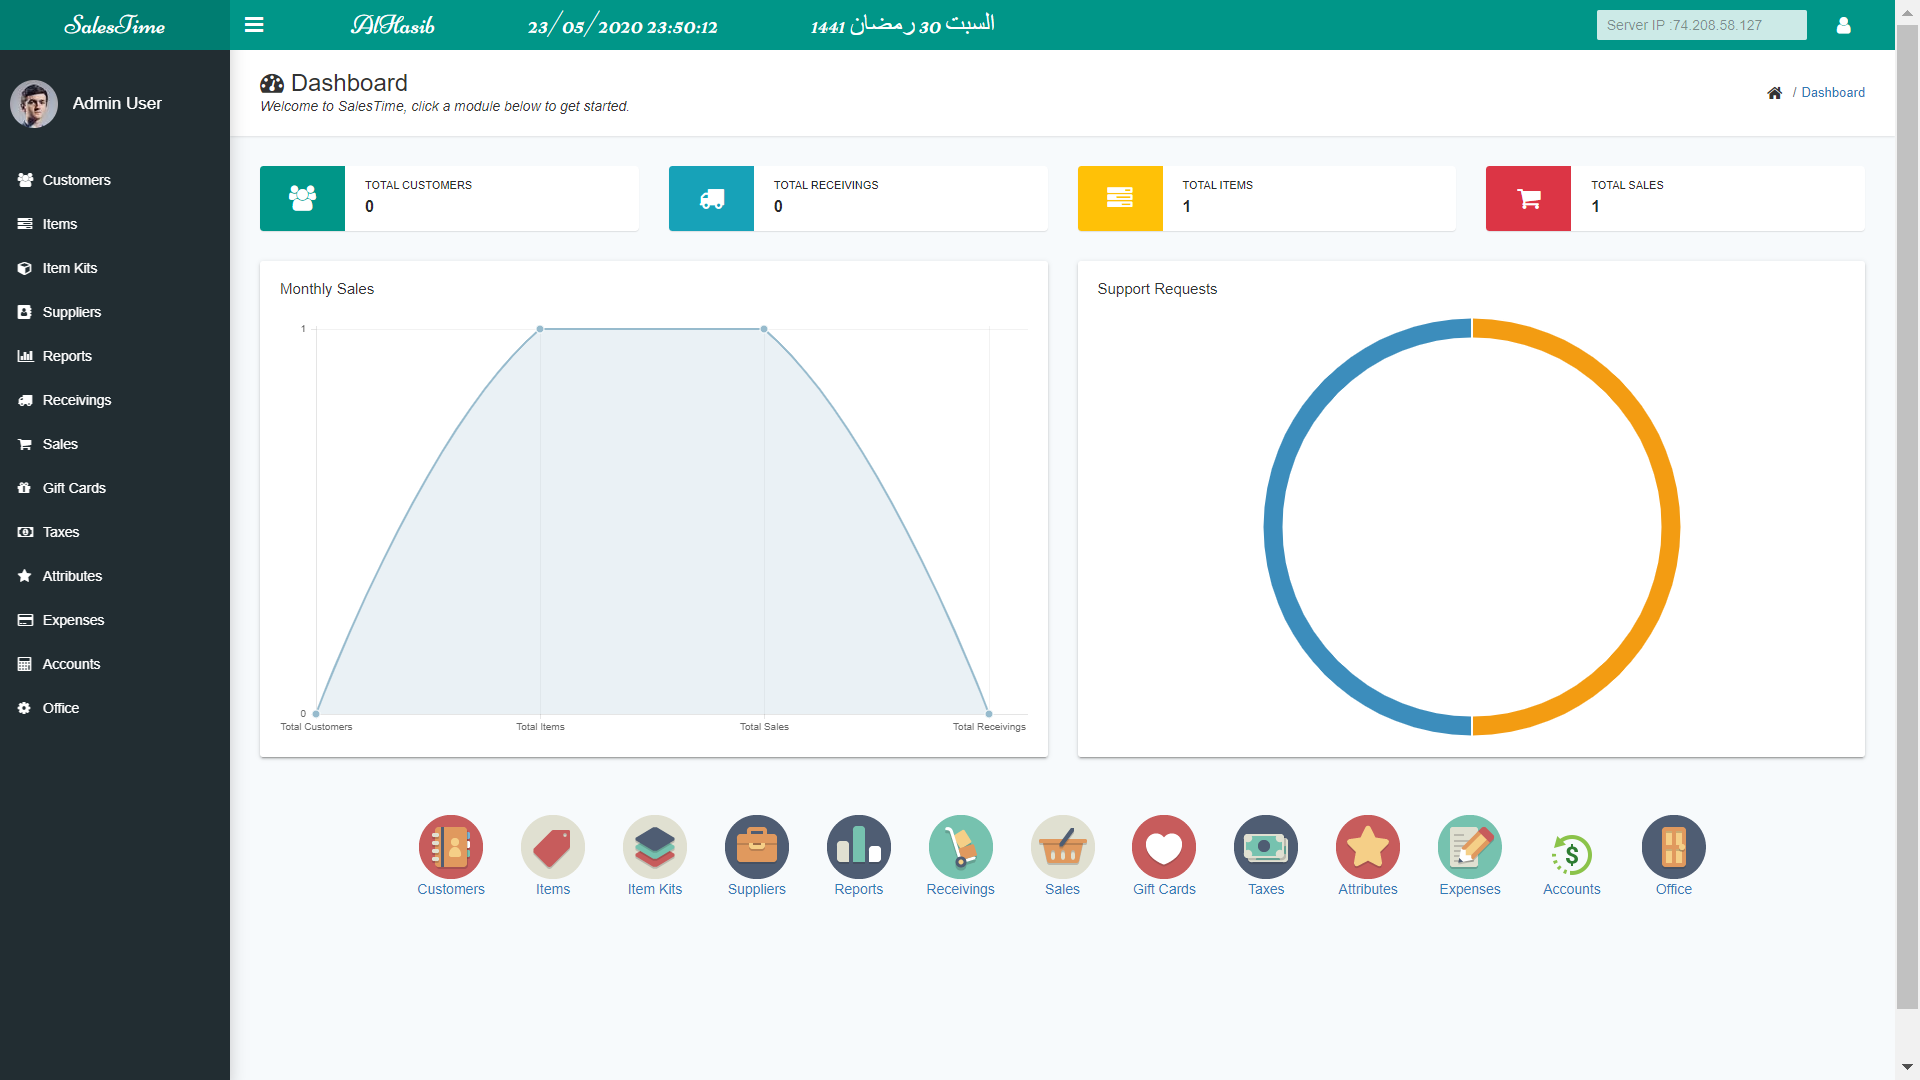 SalesTime
AlHasib
23/05/2020 23:50:12
السبت 30 رمضان 1441
Server IP :74.208.58.127
Admin User
Customers
Items
Item Kits
Suppliers
Reports
Receivings
Sales
Gift Cards
Taxes
Attributes
Expenses
Accounts
Office
Dashboard
Welcome to SalesTime, click a module below to get started.
/ Dashboard
TOTAL CUSTOMERS
0
TOTAL RECEIVINGS
0
TOTAL ITEMS
1
TOTAL SALES
1
Monthly Sales
1
0
Total Customers
Total Items
Total Sales
Total Receivings
Support Requests
Customers
Items
Item Kits
Suppliers
Reports
Receivings
Sales
Gift Cards
Taxes
Attributes
Expenses
Accounts
Office